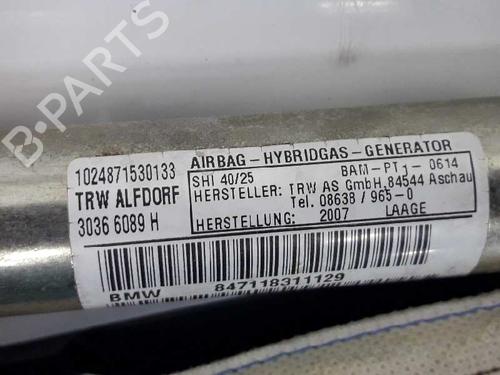 B-PARTS
1024871530133
TRW ALFDORF
3036 6089 H
AIRBAG-HYBRIDGAS-GENERATOR
SHI 40/25 BAM-PT1-0614
HERSTELLER: TRW AS GmbH, 84544 Aschau
Tel. 08638 / 965-0
HERSTELLUNG: 2007 LAAGE
BMW 847118311129